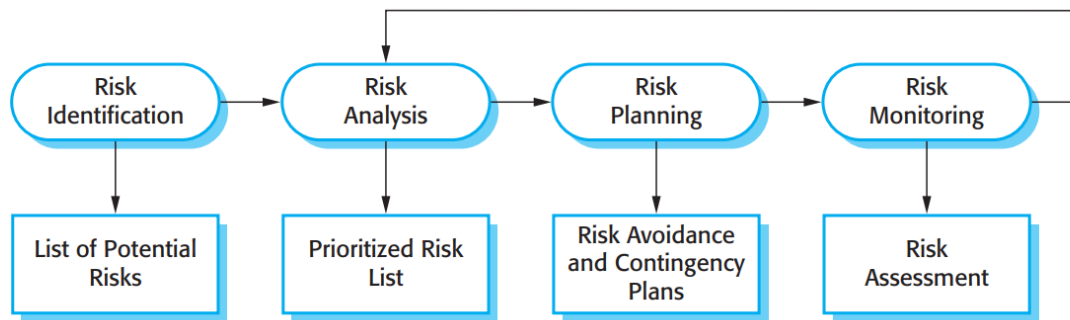 Risk
Identification
Risk
Analysis
Risk
Planning
Risk
Monitoring
List of Potential
Risks
Prioritized Risk
List
Risk Avoidance
and Contingency
Plans
Risk
Assessment